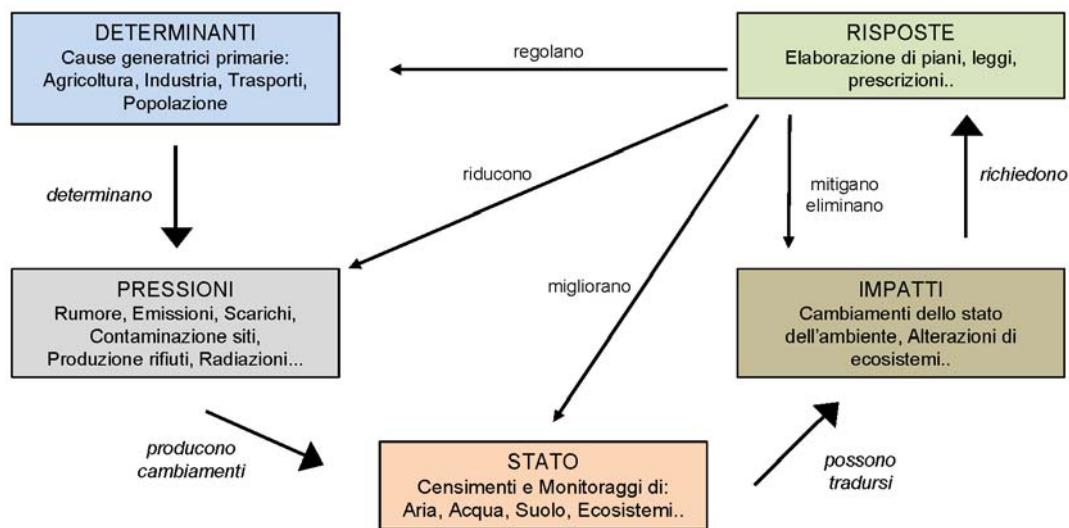 DETERMINANTI
Cause generatrici primarie:
Agricoltura, Industria, Trasporti,
Popolazione
regolano
RISPOSTE
Elaborazione di piani, leggi,
prescrizioni..
determinano
riducono
mitigano
eliminano
richiedono
PRESSIONI
Rumore, Emissioni, Scarichi,
Contaminazione siti,
Produzione rifiuti, Radiazioni...
migliorano
IMPATTI
Cambiamenti dello stato
dell'ambiente, Alterazioni di
ecosistemi..
producono
cambiamenti
STATO
Censimenti e Monitoraggi di:
Aria, Acqua, Suolo, Ecosistemi..
possono
tradursi